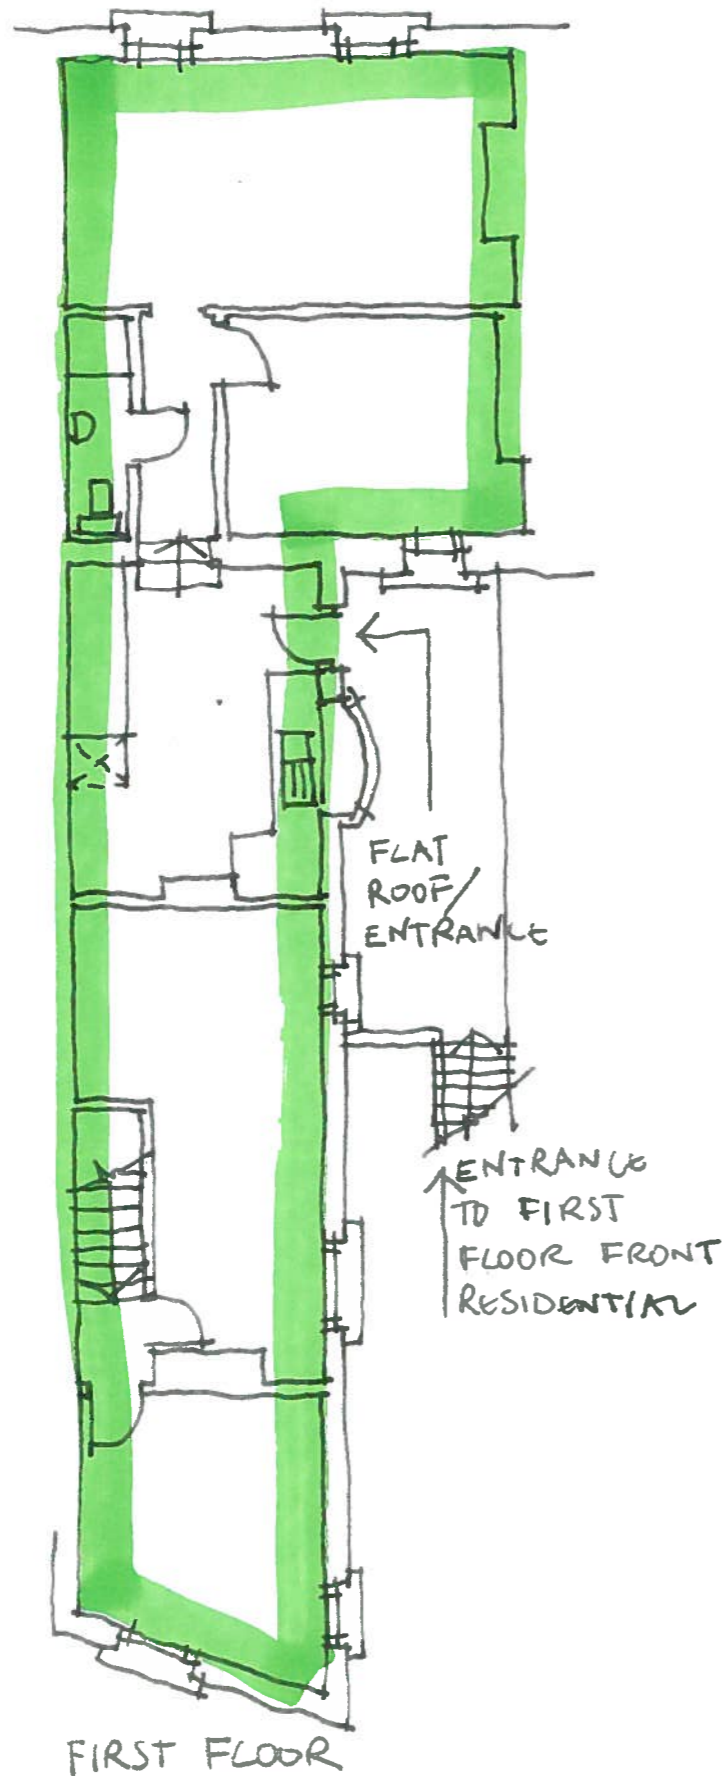 FLAT
ROOF/
ENTRANCE
ENTRANCE
TO FIRST
FLOOR FRONT
RESIDENTIAL
FIRST FLOOR